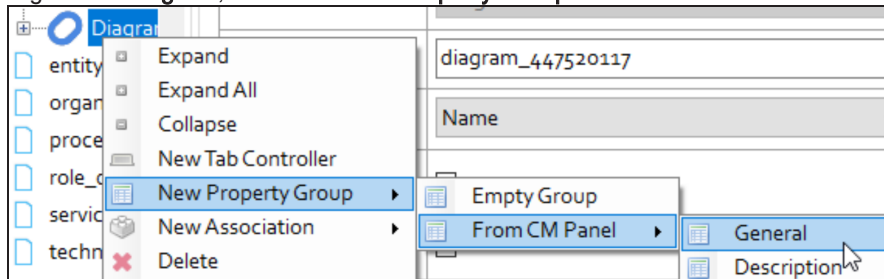 Diagra
entity
organ
proce
role_c
servic
techn
Expand
Expand All
Collapse
New Tab Controller
New Property Group
New Association
Delete
Empty Group
From CM Panel
General
Description
diagram_447520117
Name